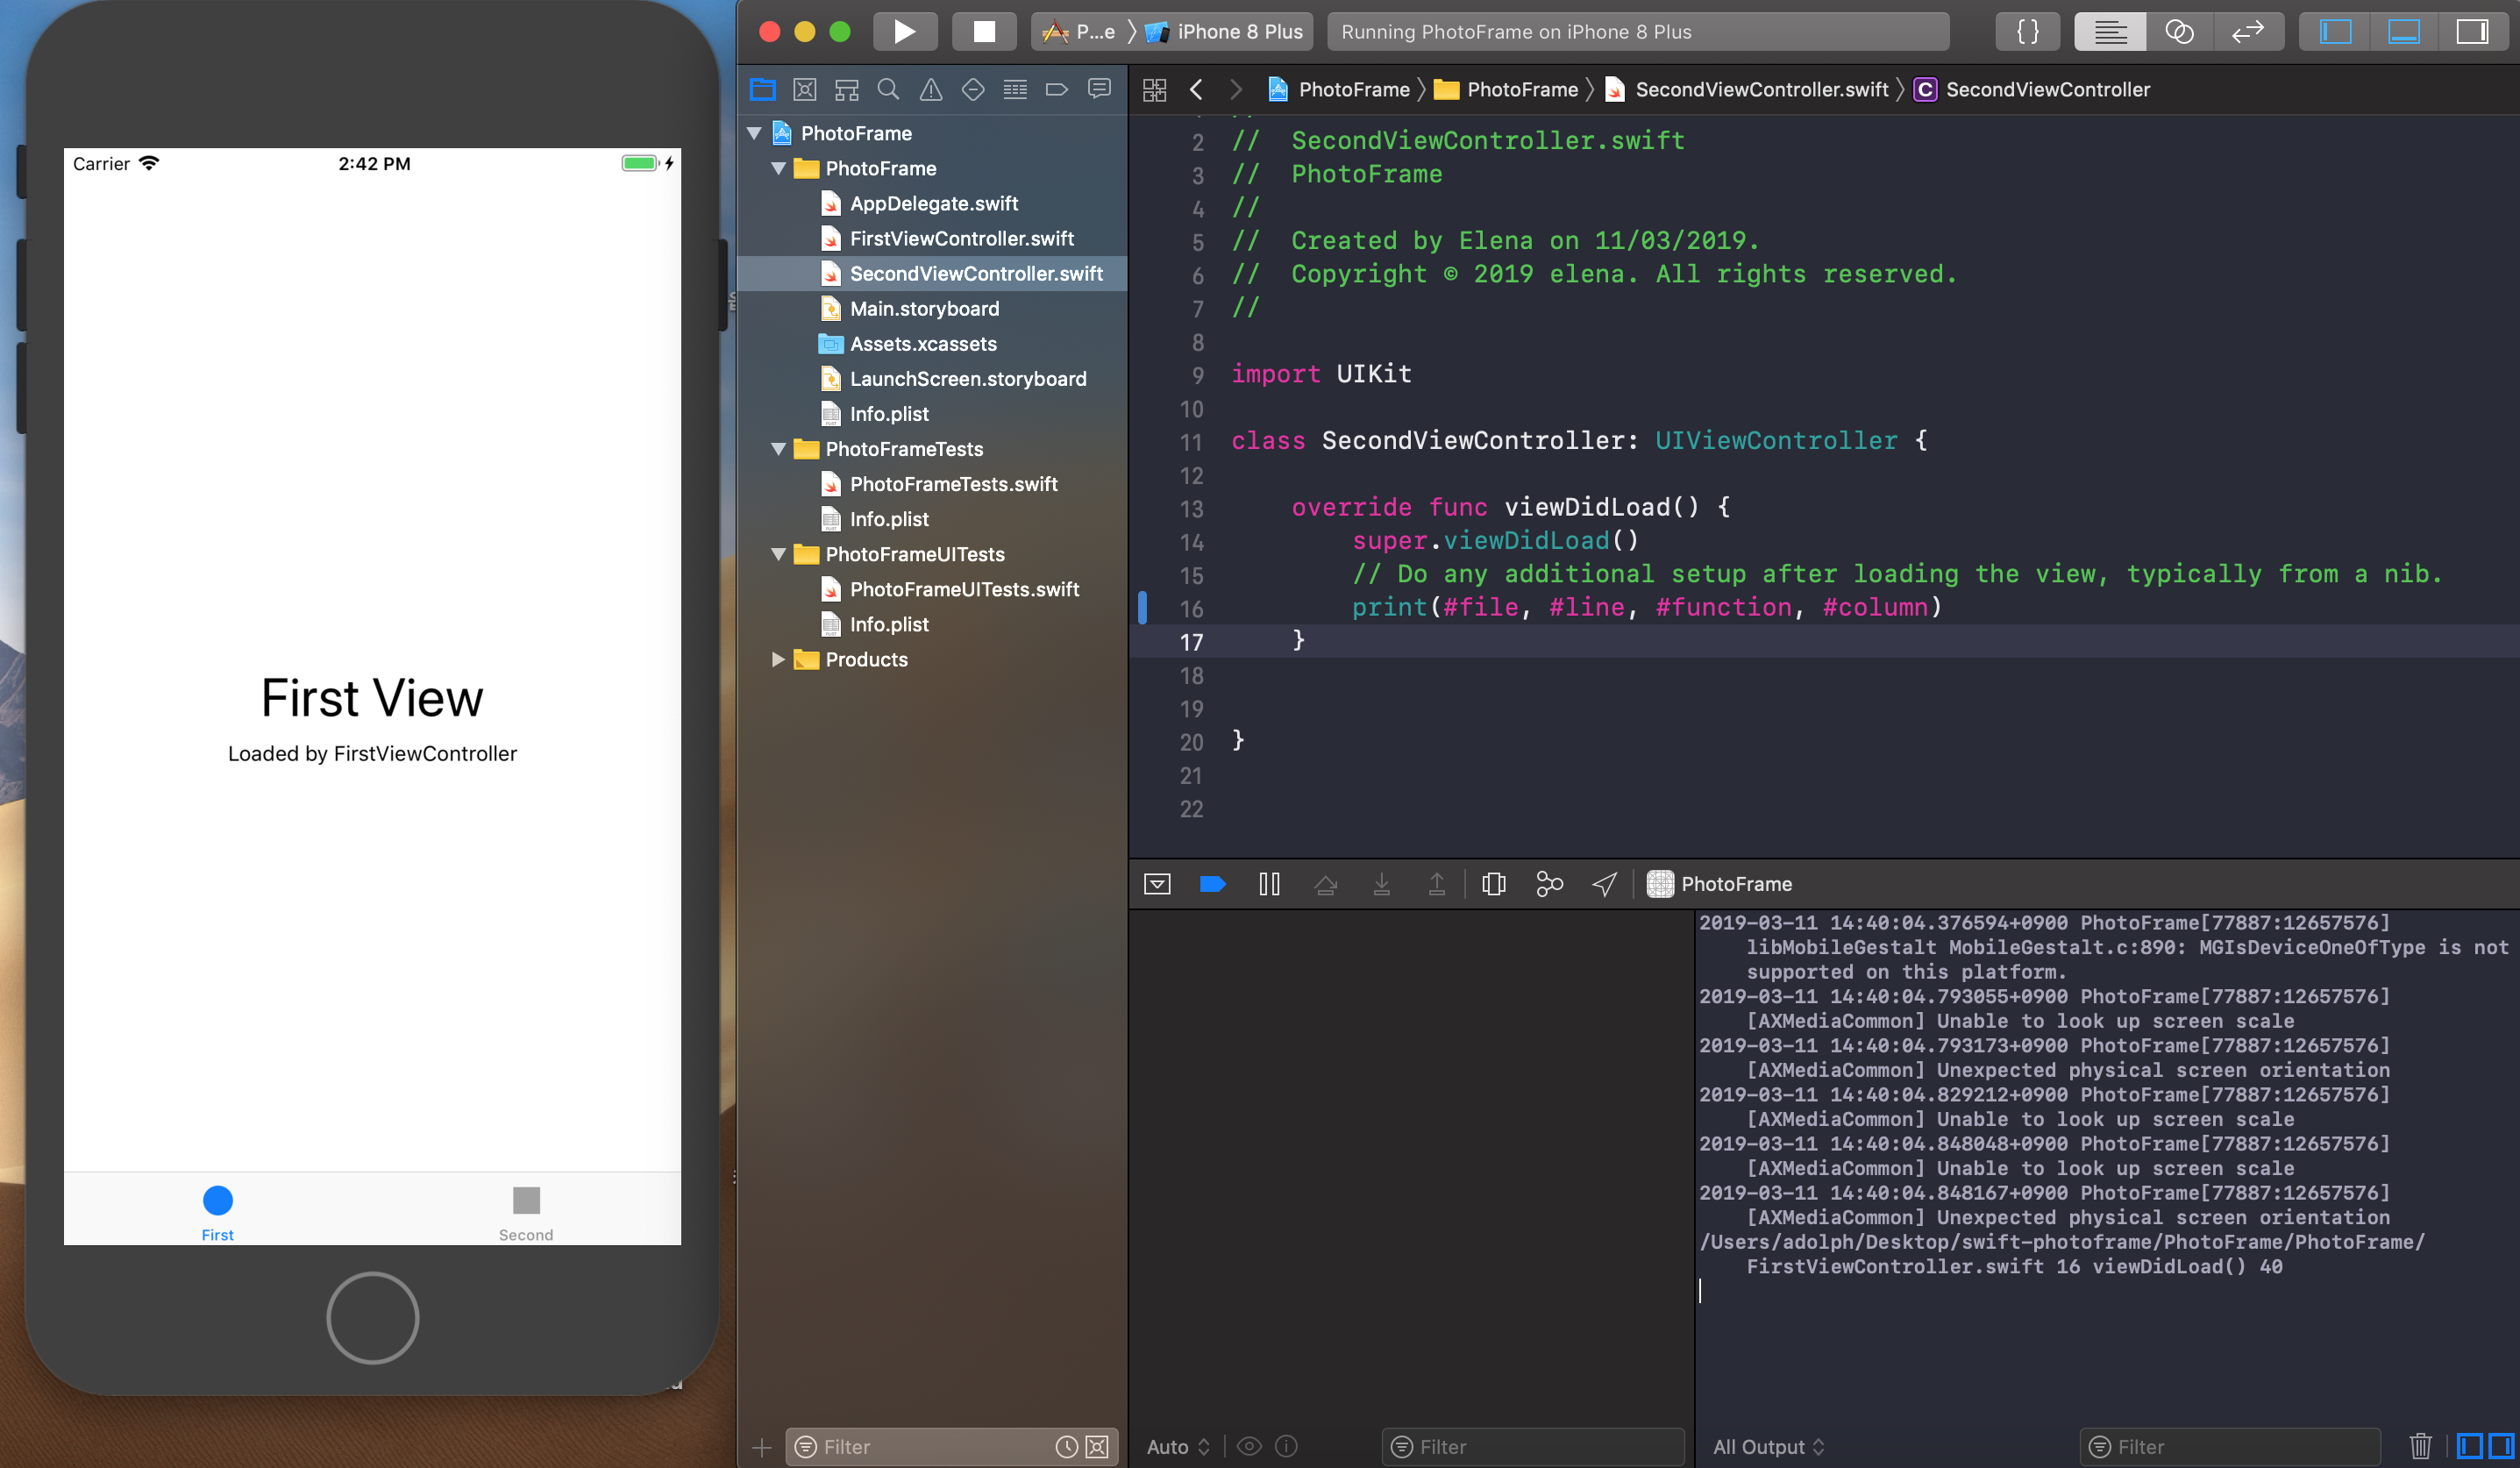 Carrier
2:42 PM
First View
Loaded by FirstViewController
First
Second
P...e
iPhone 8 Plus
Running PhotoFrame on iPhone 8 Plus
{ }
PhotoFrame
PhotoFrame
AppDelegate.swift
FirstViewController.swift
SecondViewController.swift
Main.storyboard
Assets.xcassets
LaunchScreen.storyboard
Info.plist
PhotoFrameTests
PhotoFrameTests.swift
Info.plist
PhotoFrameUITests
PhotoFrameUITests.swift
Info.plist
Products
Filter
PhotoFrame 〉 PhotoFrame 〉 SecondViewController.swift 〉 C SecondViewController
2 //  SecondViewController.swift
3 //  PhotoFrame
4 //
5 //  Created by Elena on 11/03/2019.
6 //  Copyright © 2019 elena. All rights reserved.
7 //
8
9 import UIKit
10
11 class SecondViewController: UIViewController {
12
13     override func viewDidLoad() {
14         super.viewDidLoad()
15         // Do any additional setup after loading the view, typically from a nib.
16         print(#file, #line, #function, #column)
17     }
18
19
20 }
21
22
PhotoFrame
2019-03-11 14:40:04.376594+0900 PhotoFrame[77887:12657576]
libMobileGestalt MobileGestalt.c:890: MGIsDeviceOneOfType is not
supported on this platform.
2019-03-11 14:40:04.793055+0900 PhotoFrame[77887:12657576]
[AXMediaCommon] Unable to look up screen scale
2019-03-11 14:40:04.793173+0900 PhotoFrame[77887:12657576]
[AXMediaCommon] Unexpected physical screen orientation
2019-03-11 14:40:04.829212+0900 PhotoFrame[77887:12657576]
[AXMediaCommon] Unable to look up screen scale
2019-03-11 14:40:04.848048+0900 PhotoFrame[77887:12657576]
[AXMediaCommon] Unable to look up screen scale
2019-03-11 14:40:04.848167+0900 PhotoFrame[77887:12657576]
[AXMediaCommon] Unexpected physical screen orientation
/Users/adolph/Desktop/swift-photoframe/PhotoFrame/PhotoFrame/
FirstViewController.swift 16 viewDidLoad() 40
Auto
Filter
All Output
Filter